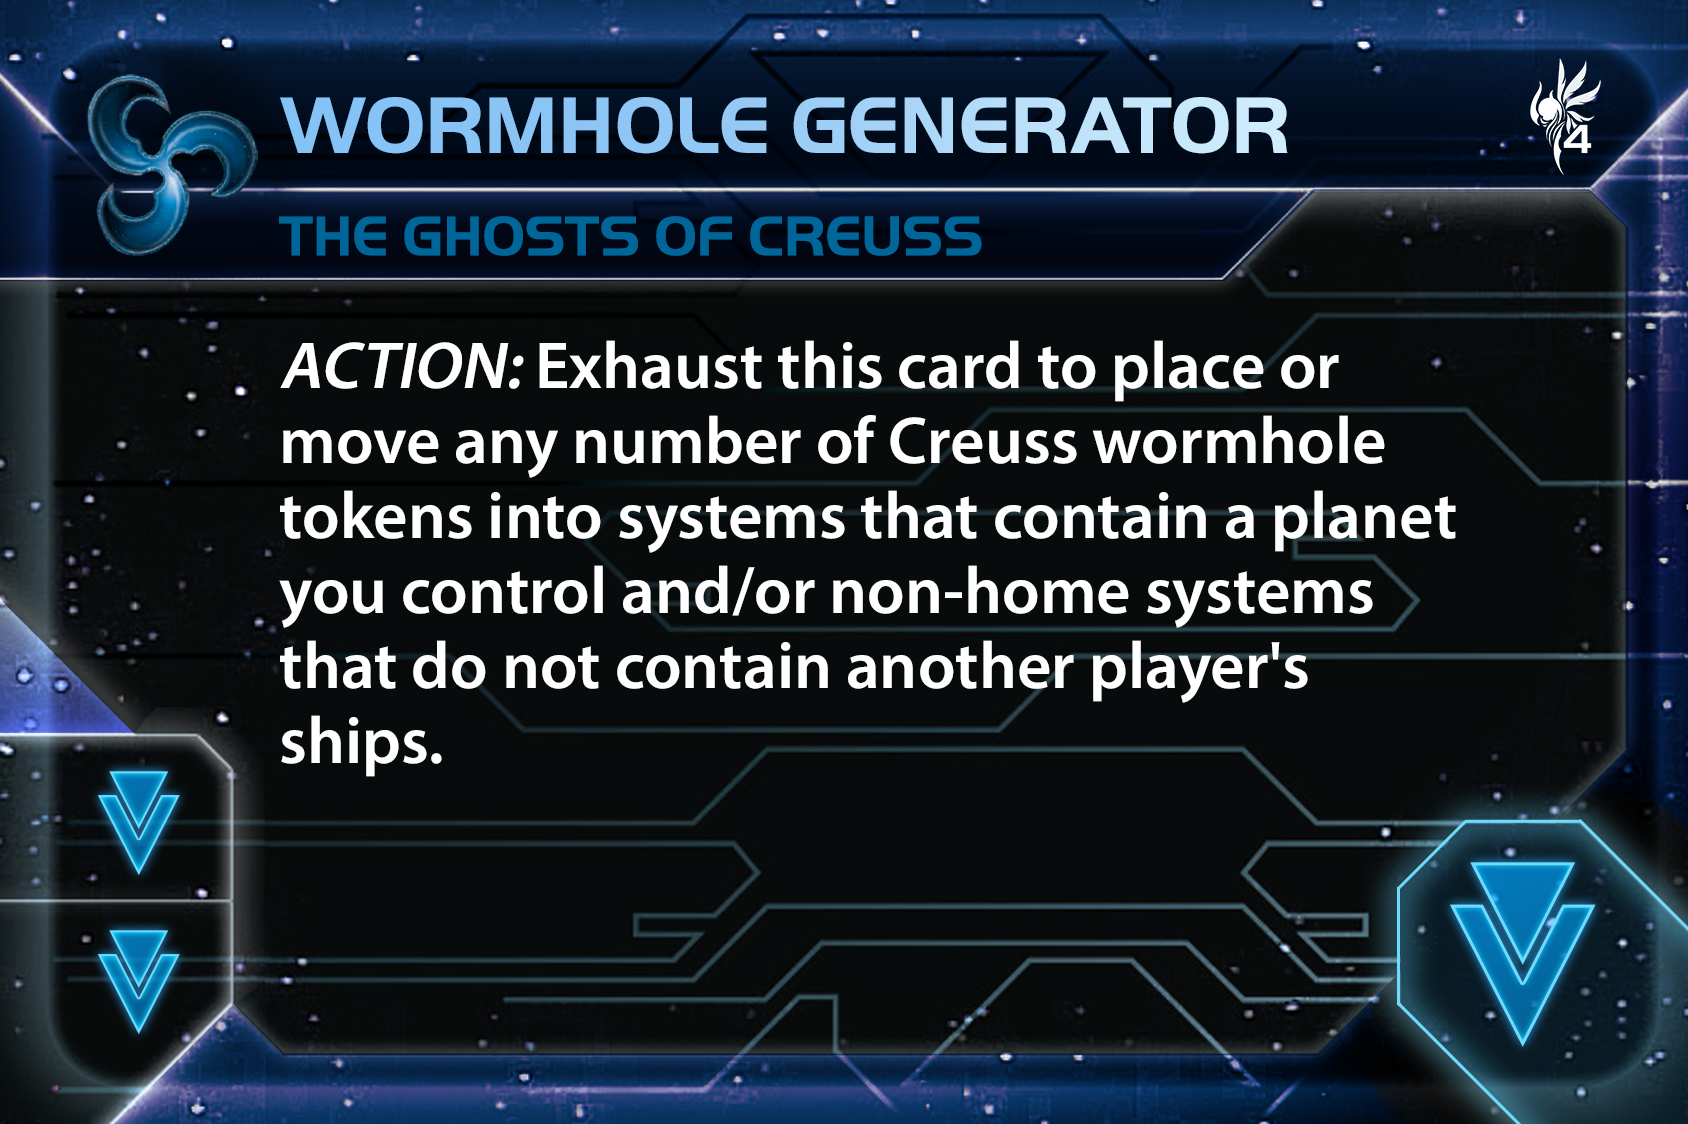 WORMHOLE GENERATOR
4
THE GHOSTS OF CREUSS
ACTION: Exhaust this card to place or
move any number of Creuss wormhole
tokens into systems that contain a planet
you control and/or non-home systems
that do not contain another player's
ships.